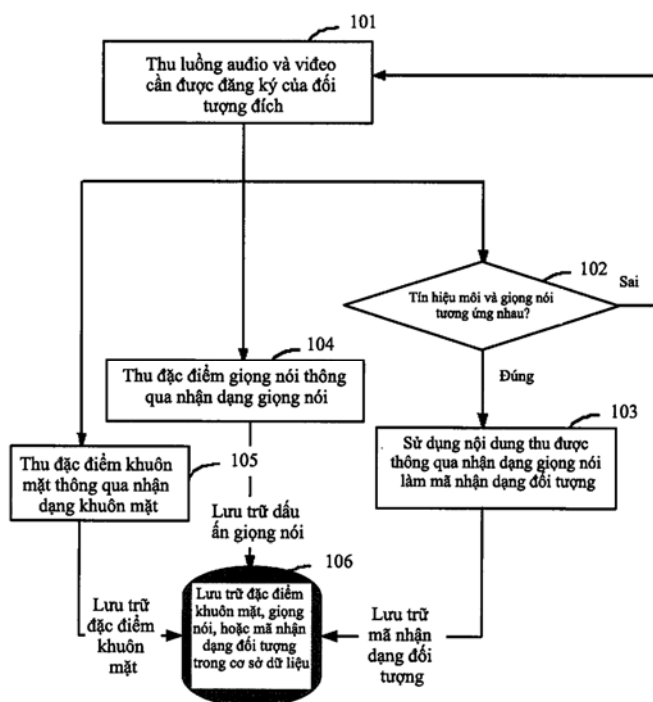 101
Thu luồng audio và video
cần được đăng ký của đối
tượng đích
102
Sai
Tín hiệu môi và giọng nói
tương ứng nhau?
Đúng
104
Thu đặc điểm giọng nói thông
qua nhận dạng giọng nói
103
Sử dụng nội dung thu được
thông qua nhận dạng giọng nói
làm mã nhận dạng đối tượng
105
Thu đặc điểm khuôn
mặt thông qua nhận
dạng khuôn mặt
Lưu trữ dấu
ấn giọng nói
106
Lưu trữ đặc điểm
khuôn mặt, giọng
nói, hoặc mã nhận
dạng đối tượng
trong cơ sở dữ liệu
Lưu trữ
đặc điểm
khuôn
mặt
Lưu trữ
mã nhận
dạng đối
tượng